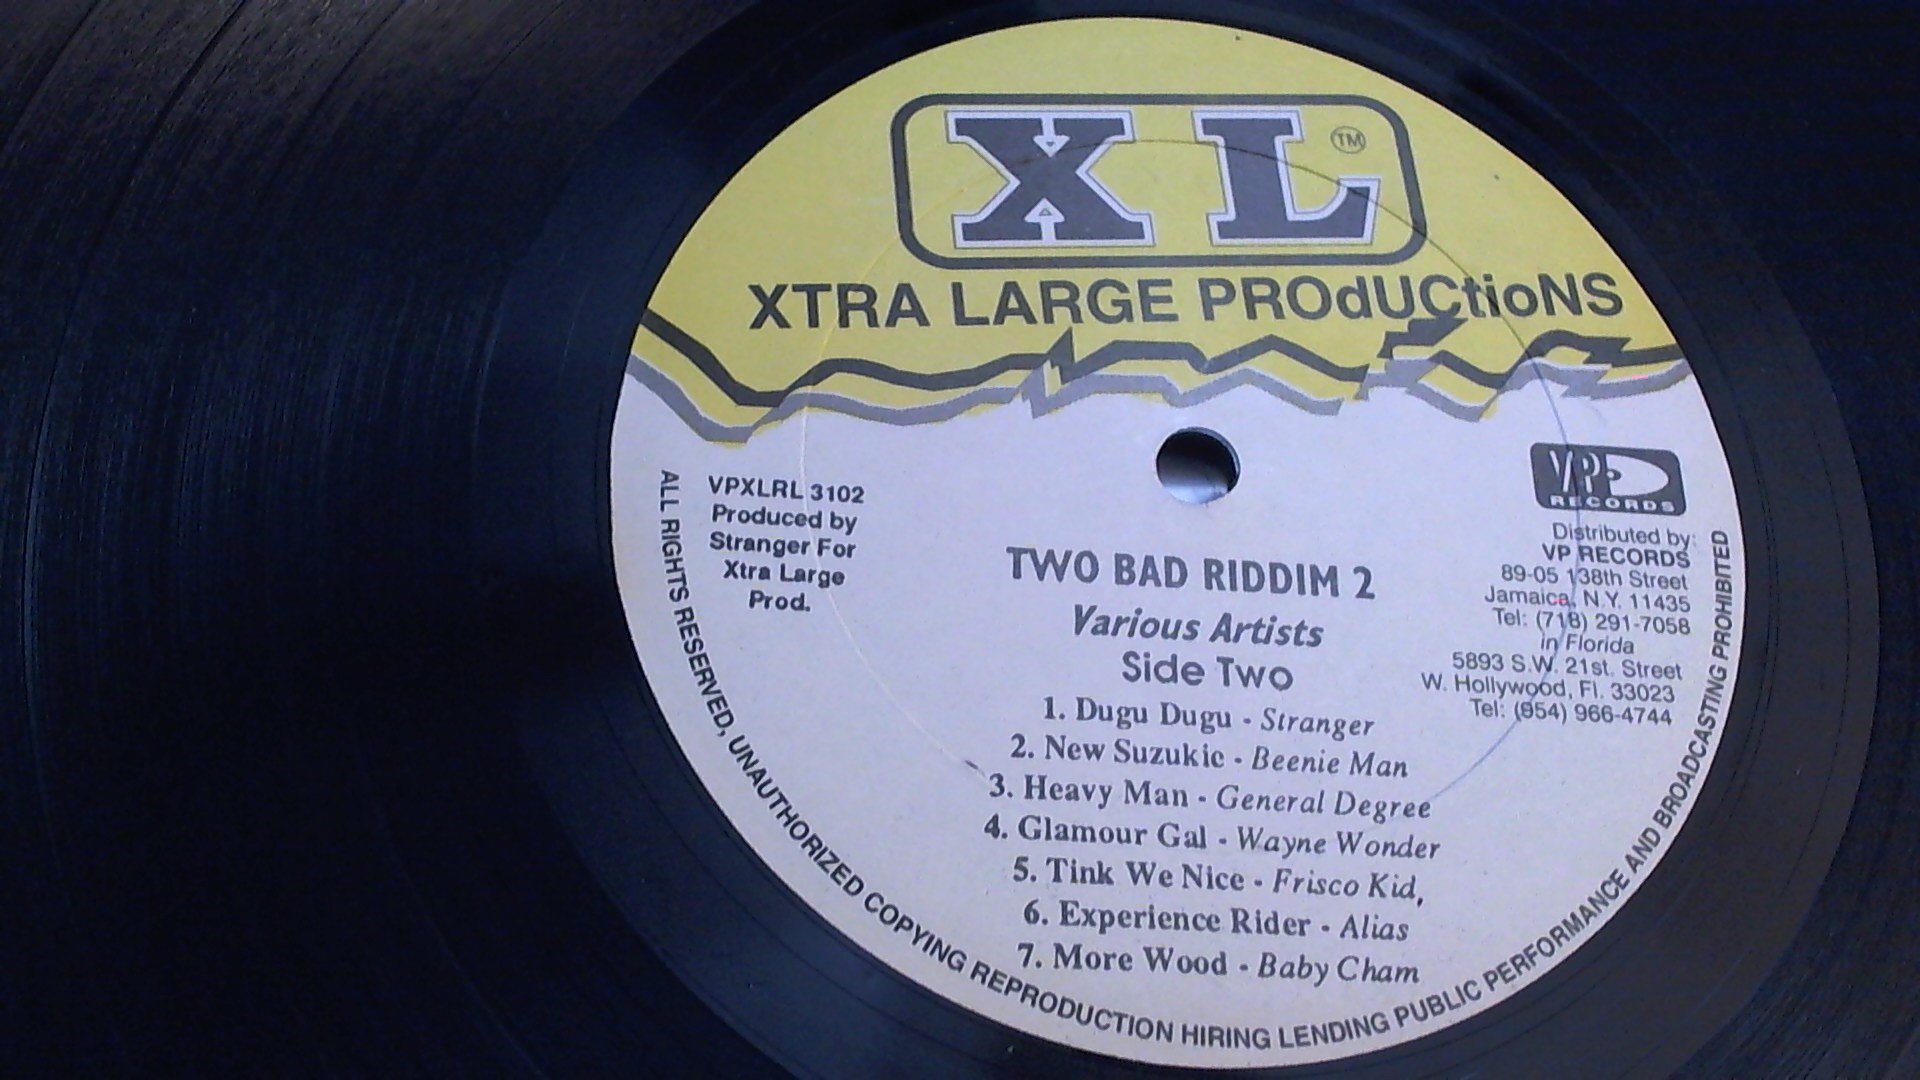 XL TM
XTRA LARGE PROdUCtioNS
VPXLRL 3102
Produced by
Stranger For
Xtra Large
Prod.
VP RECORDS
Distributed by:
VP RECORDS
89-05 138th Street
Jamaica, N.Y. 11435
Tel: (718) 291-7058
in Florida
5893 S.W. 21st. Street
W. Hollywood, Fl. 33023
Tel: (954) 966-4744
TWO BAD RIDDIM 2
Various Artists
Side Two
1. Dugu Dugu - Stranger
2. New Suzukie - Beenie Man
3. Heavy Man - General Degree
4. Glamour Gal - Wayne Wonder
5. Tink We Nice - Frisco Kid,
6. Experience Rider - Alias
7. More Wood - Baby Cham
ALL RIGHTS RESERVED, UNAUTHORIZED COPYING REPRODUCTION HIRING LENDING PUBLIC PERFORMANCE AND BROADCASTING PROHIBITED